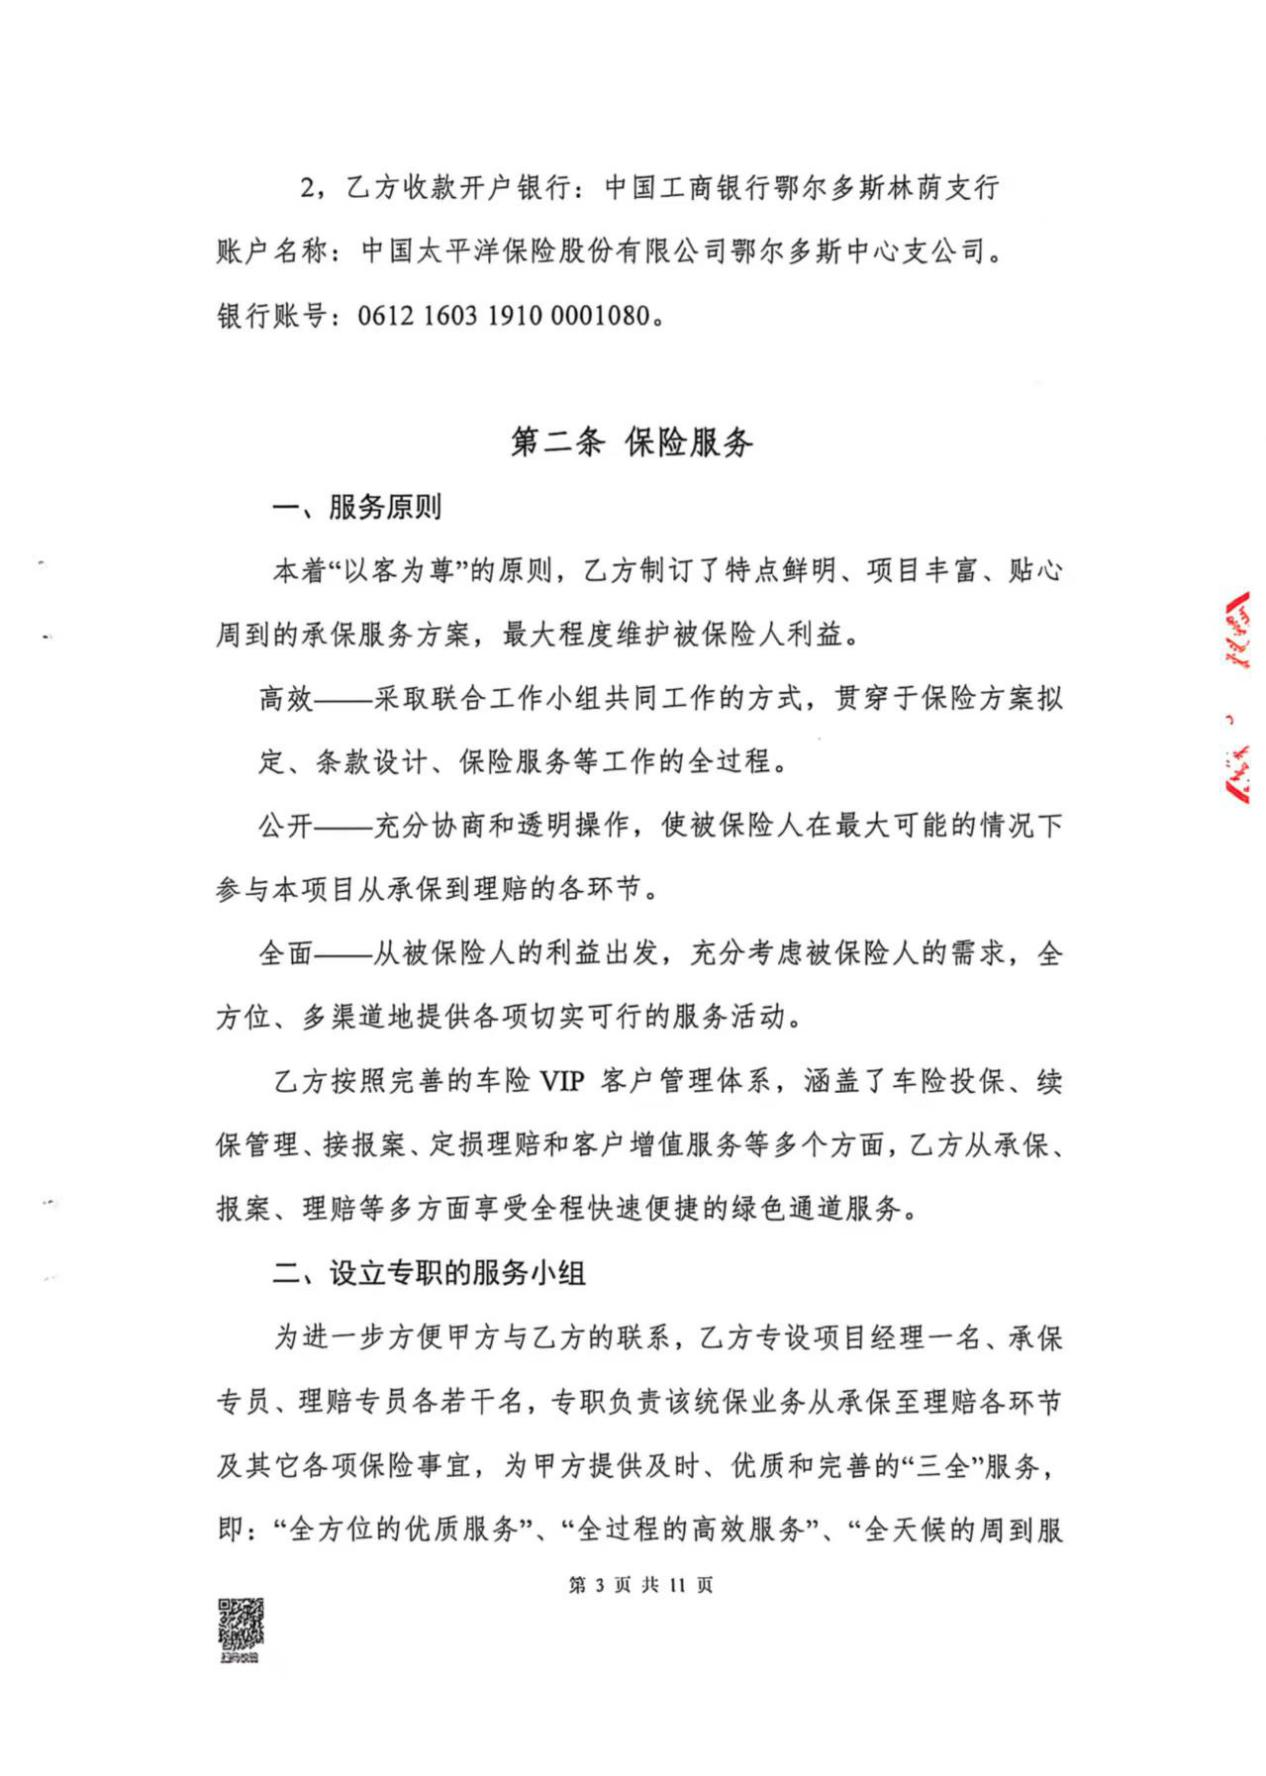 2，乙方收款开户银行：中国工商银行鄂尔多斯林荫支行
账户名称：中国太平洋保险股份有限公司鄂尔多斯中心支公司。
银行账号：0612 1603 1910 0001080。
第二条 保险服务
一、服务原则
本着“以客为尊”的原则，乙方制订了特点鲜明、项目丰富、贴心
周到的承保服务方案，最大程度维护被保险人利益。
高效——采取联合工作小组共同工作的方式，贯穿于保险方案拟
定、条款设计、保险服务等工作的全过程。
公开——充分协商和透明操作，使被保险人在最大可能的情况下
参与本项目从承保到理赔的各环节。
全面——从被保险人的利益出发，充分考虑被保险人的需求，全
方位、多渠道地提供各项切实可行的服务活动。
乙方按照完善的车险 VIP 客户管理体系，涵盖了车险投保、续
保管理、接报案、定损理赔和客户增值服务等多个方面，乙方从承保、
报案、理赔等多方面享受全程快速便捷的绿色通道服务。
二、设立专职的服务小组
为进一步方便甲方与乙方的联系，乙方专设项目经理一名、承保
专员、理赔专员各若干名，专职负责该统保业务从承保至理赔各环节
及其它各项保险事宜，为甲方提供及时、优质和完善的“三全”服务，
即：“全方位的优质服务”、“全过程的高效服务”、“全天候的周到服
第 3 页 共 11 页